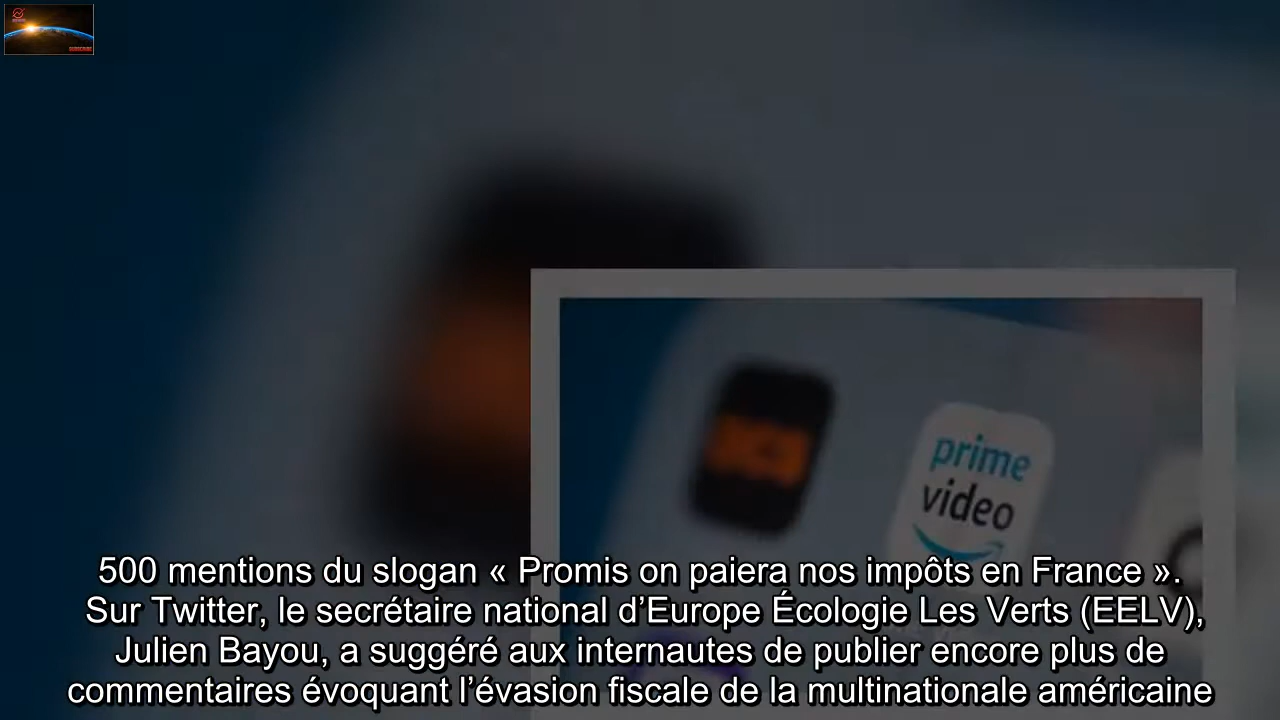 prime
video
500 mentions du slogan « Promis on paiera nos impôts en France ».
Sur Twitter, le secrétaire national d’Europe Écologie Les Verts (EELV),
Julien Bayou, a suggéré aux internautes de publier encore plus de
commentaires évoquant l’évasion fiscale de la multinationale américaine